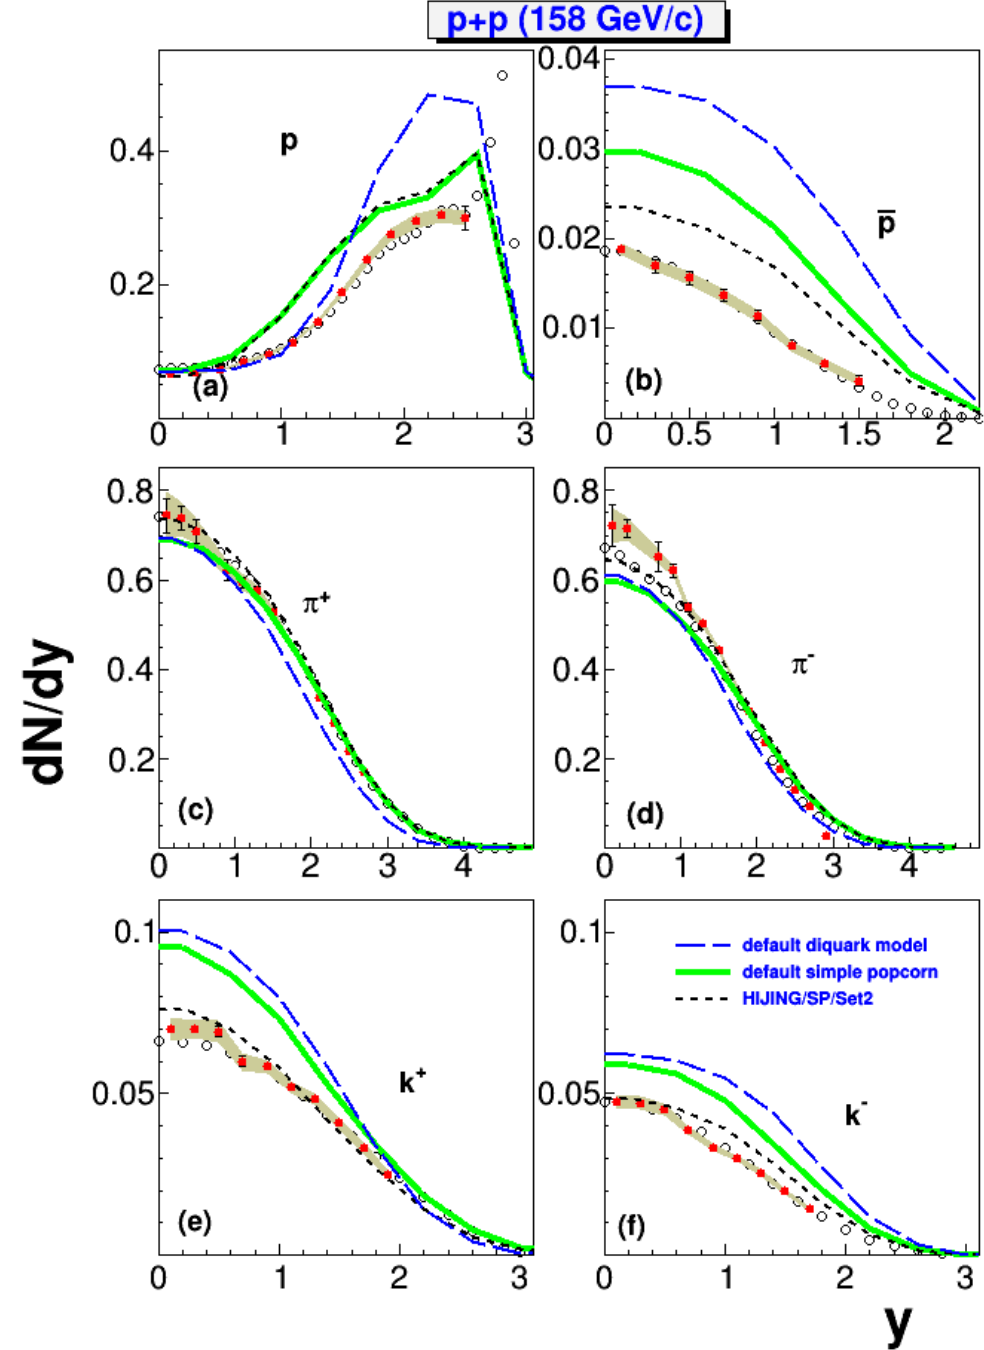 p+p (158 GeV/c)
p
0.4
0.2
(a)
0 1 2 3
p̅
0.04
0.03
0.02
0.01
(b)
0 0.5 1 1.5 2
dN/dy
π⁺
0.8
0.6
0.4
0.2
(c)
0 1 2 3 4
π⁻
0.8
0.6
0.4
0.2
(d)
0 1 2 3 4
k⁺
0.1
0.05
(e)
0 1 2 3
0.1
default diquark model
default simple popcorn
HIJING/SP/Set2
0.05
k⁻
(f)
0 1 2 3
y